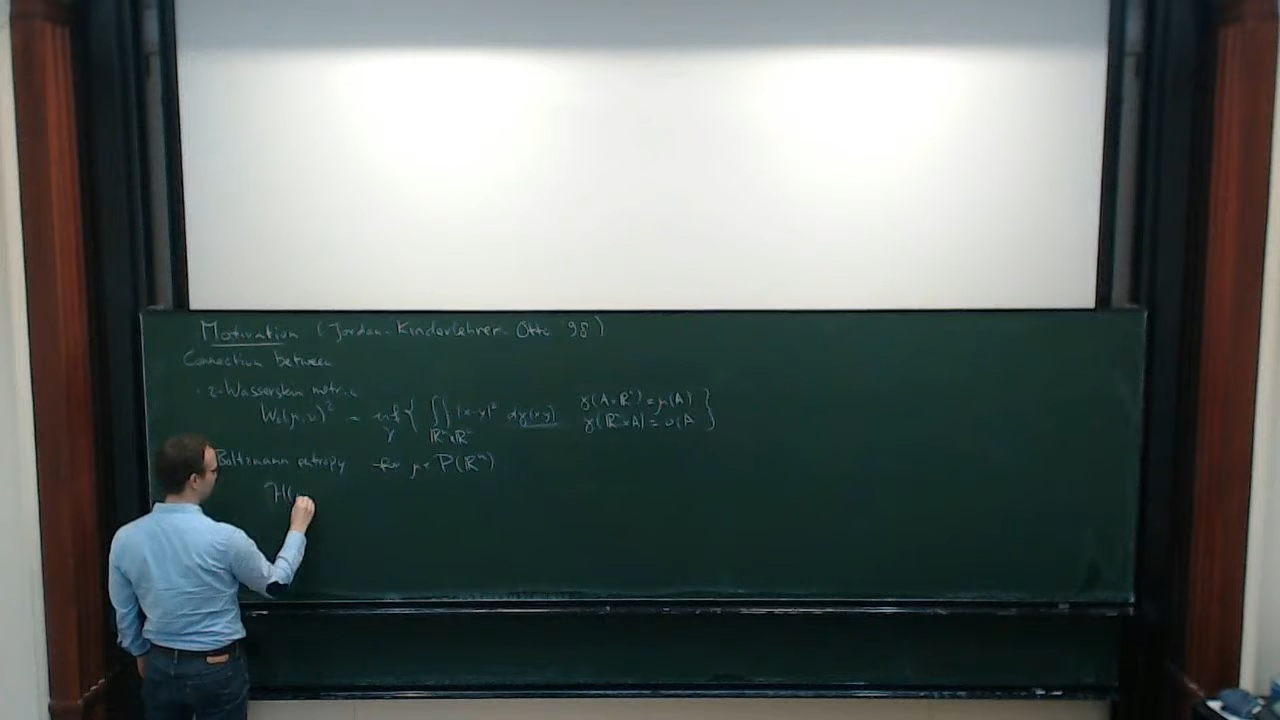 Motivation (Jordan-Kinderlehrer-Otto '98)
Connection between
· 2-Wasserstein metric
W₂(μ,ν)² = inf_γ { ∬_{ℝⁿ×ℝⁿ} |x-y|² dγ(x,y) γ(A×ℝⁿ) = μ(A)
γ(ℝⁿ×A) = ν(A }
Boltzmann entropy for μ ∈ P(ℝⁿ)
H(